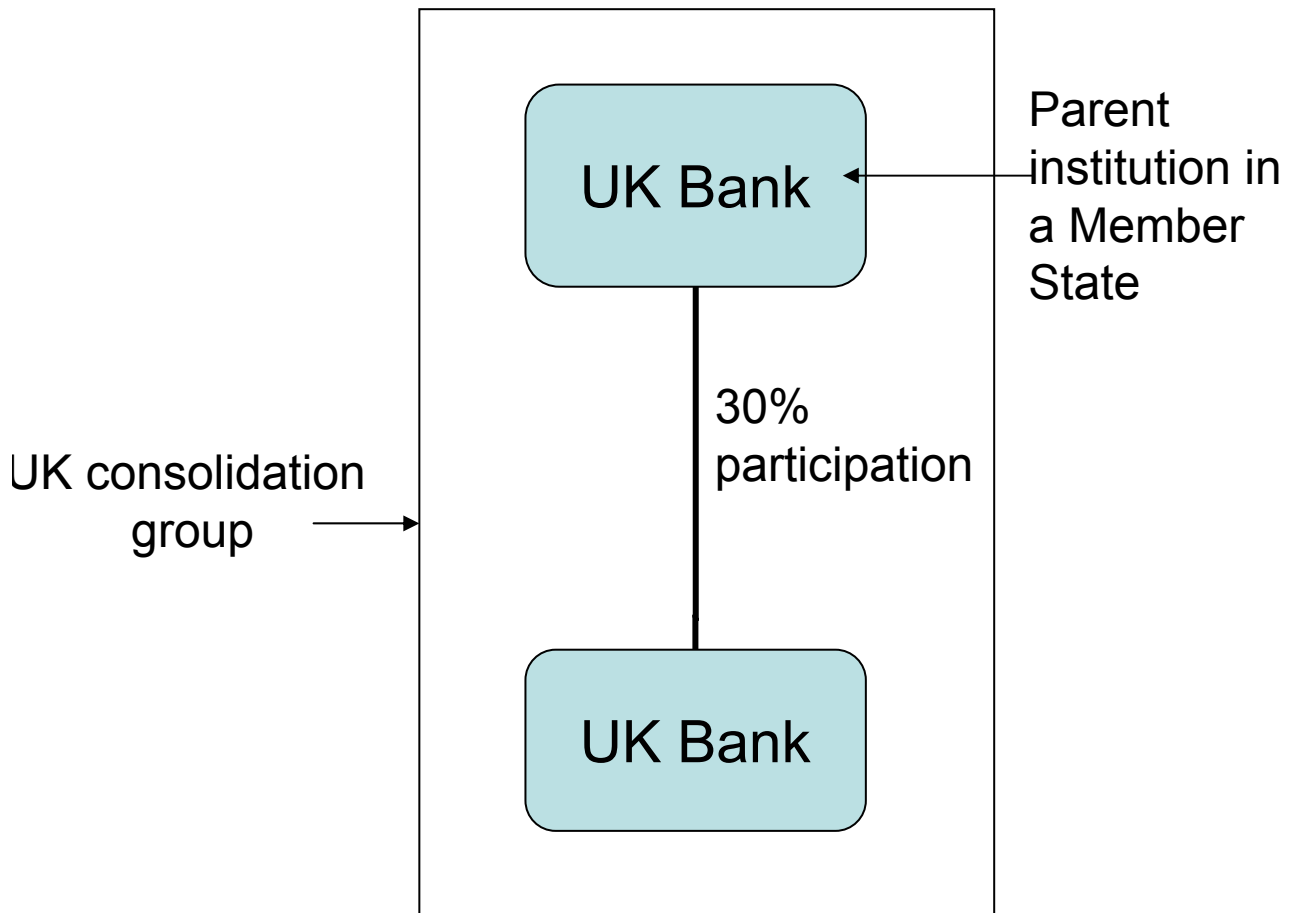 UK Bank
Parent
institution in
a Member
State
30%
participation
UK consolidation
group
UK Bank